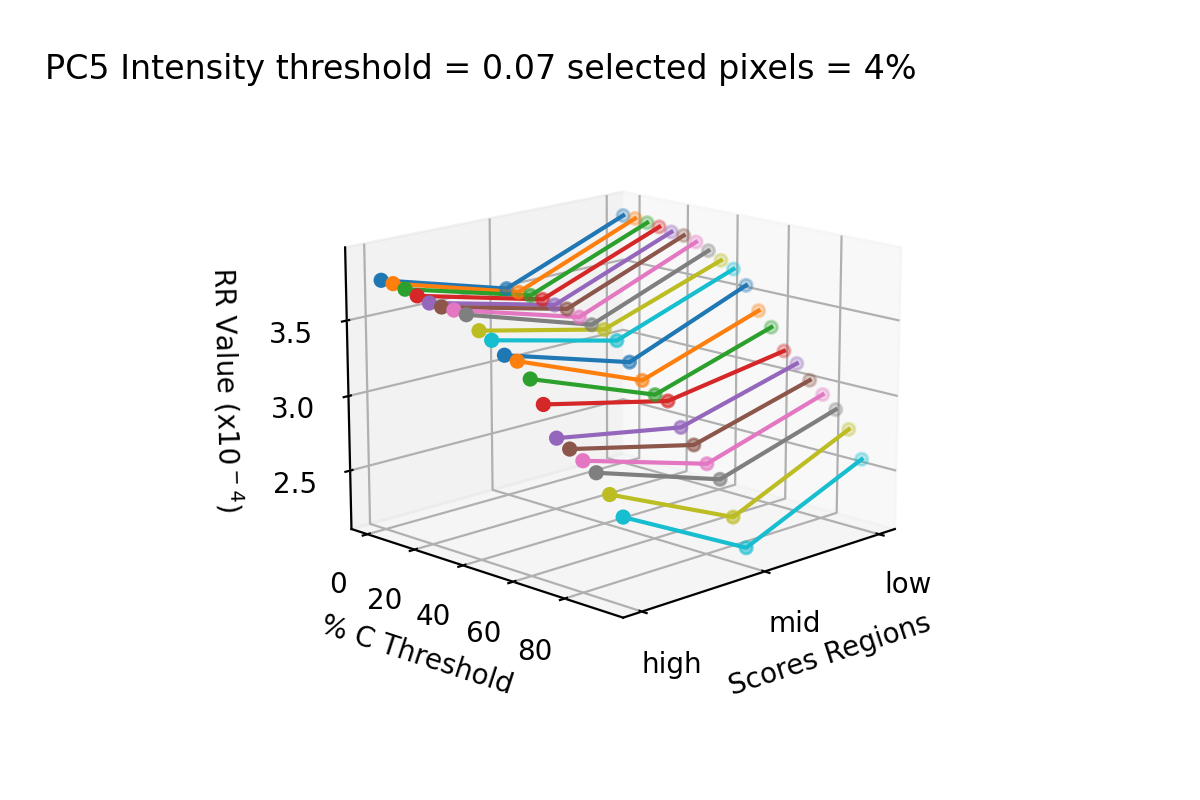 PC5 Intensity threshold = 0.07 selected pixels = 4%
RR Value (x10⁻⁴)
3.5
3.0
2.5
0
20
40
60
80
% C Threshold
high
mid
low
Scores Regions